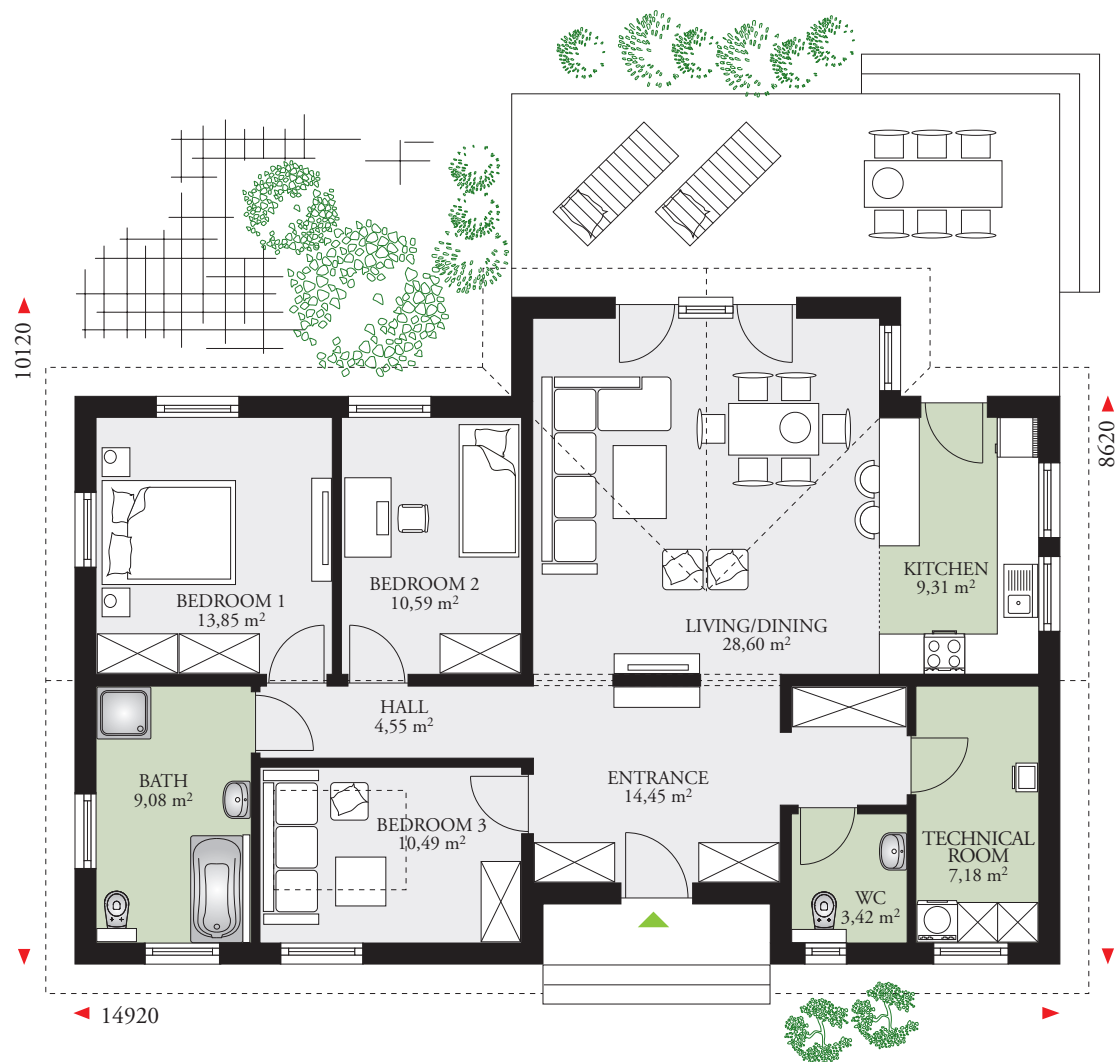 10120
8620
BEDROOM 1
13,85 m²
BEDROOM 2
10,59 m²
LIVING/DINING
28,60 m²
KITCHEN
9,31 m²
HALL
4,55 m²
BATH
9,08 m²
BEDROOM 3
10,49 m²
ENTRANCE
14,45 m²
TECHNICAL
ROOM
7,18 m²
WC
3,42 m²
14920